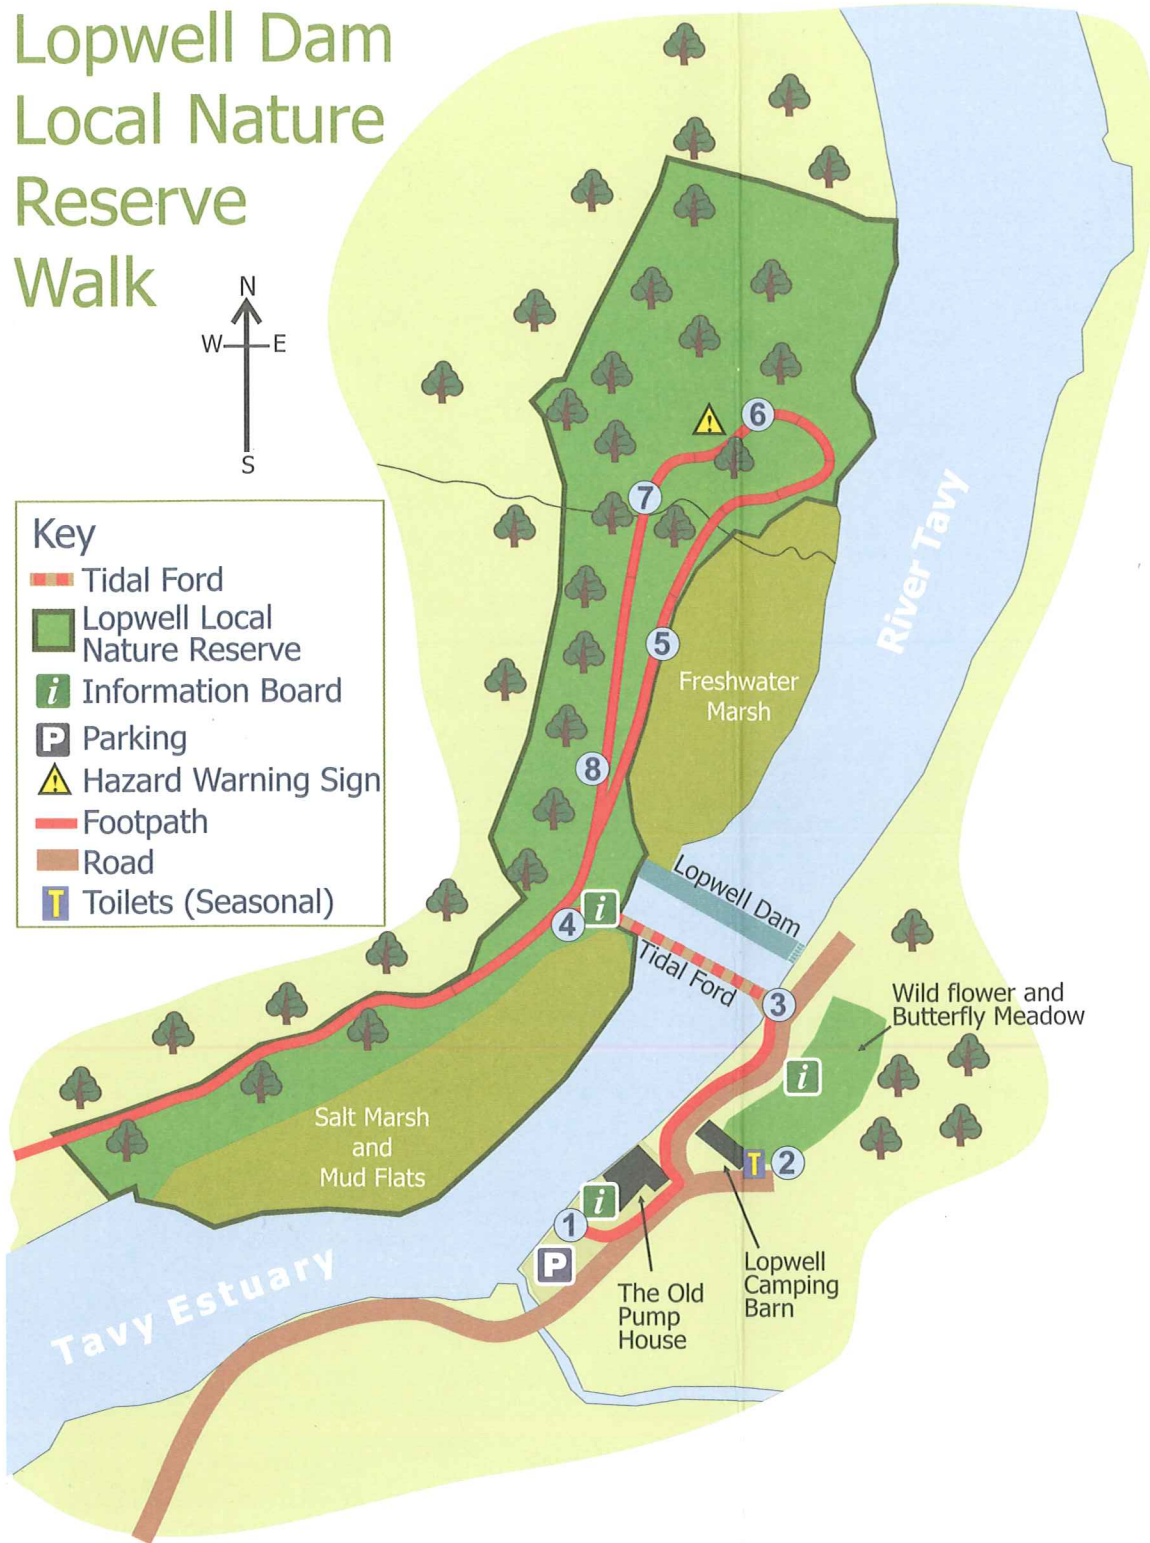 Lopwell Dam
Local Nature
Reserve
Walk
N
W
E
S
Key
Tidal Ford
Lopwell Local
Nature Reserve
i Information Board
P Parking
! Hazard Warning Sign
Footpath
Road
T Toilets (Seasonal)
!
6
7
River Tavy
5
Freshwater
Marsh
8
Lopwell Dam
i
4
Tidal Ford
3
Wild flower and
Butterfly Meadow
i
Salt Marsh
and
Mud Flats
T
2
i
1
P
Tavy Estuary
The Old
Pump
House
Lopwell
Camping
Barn